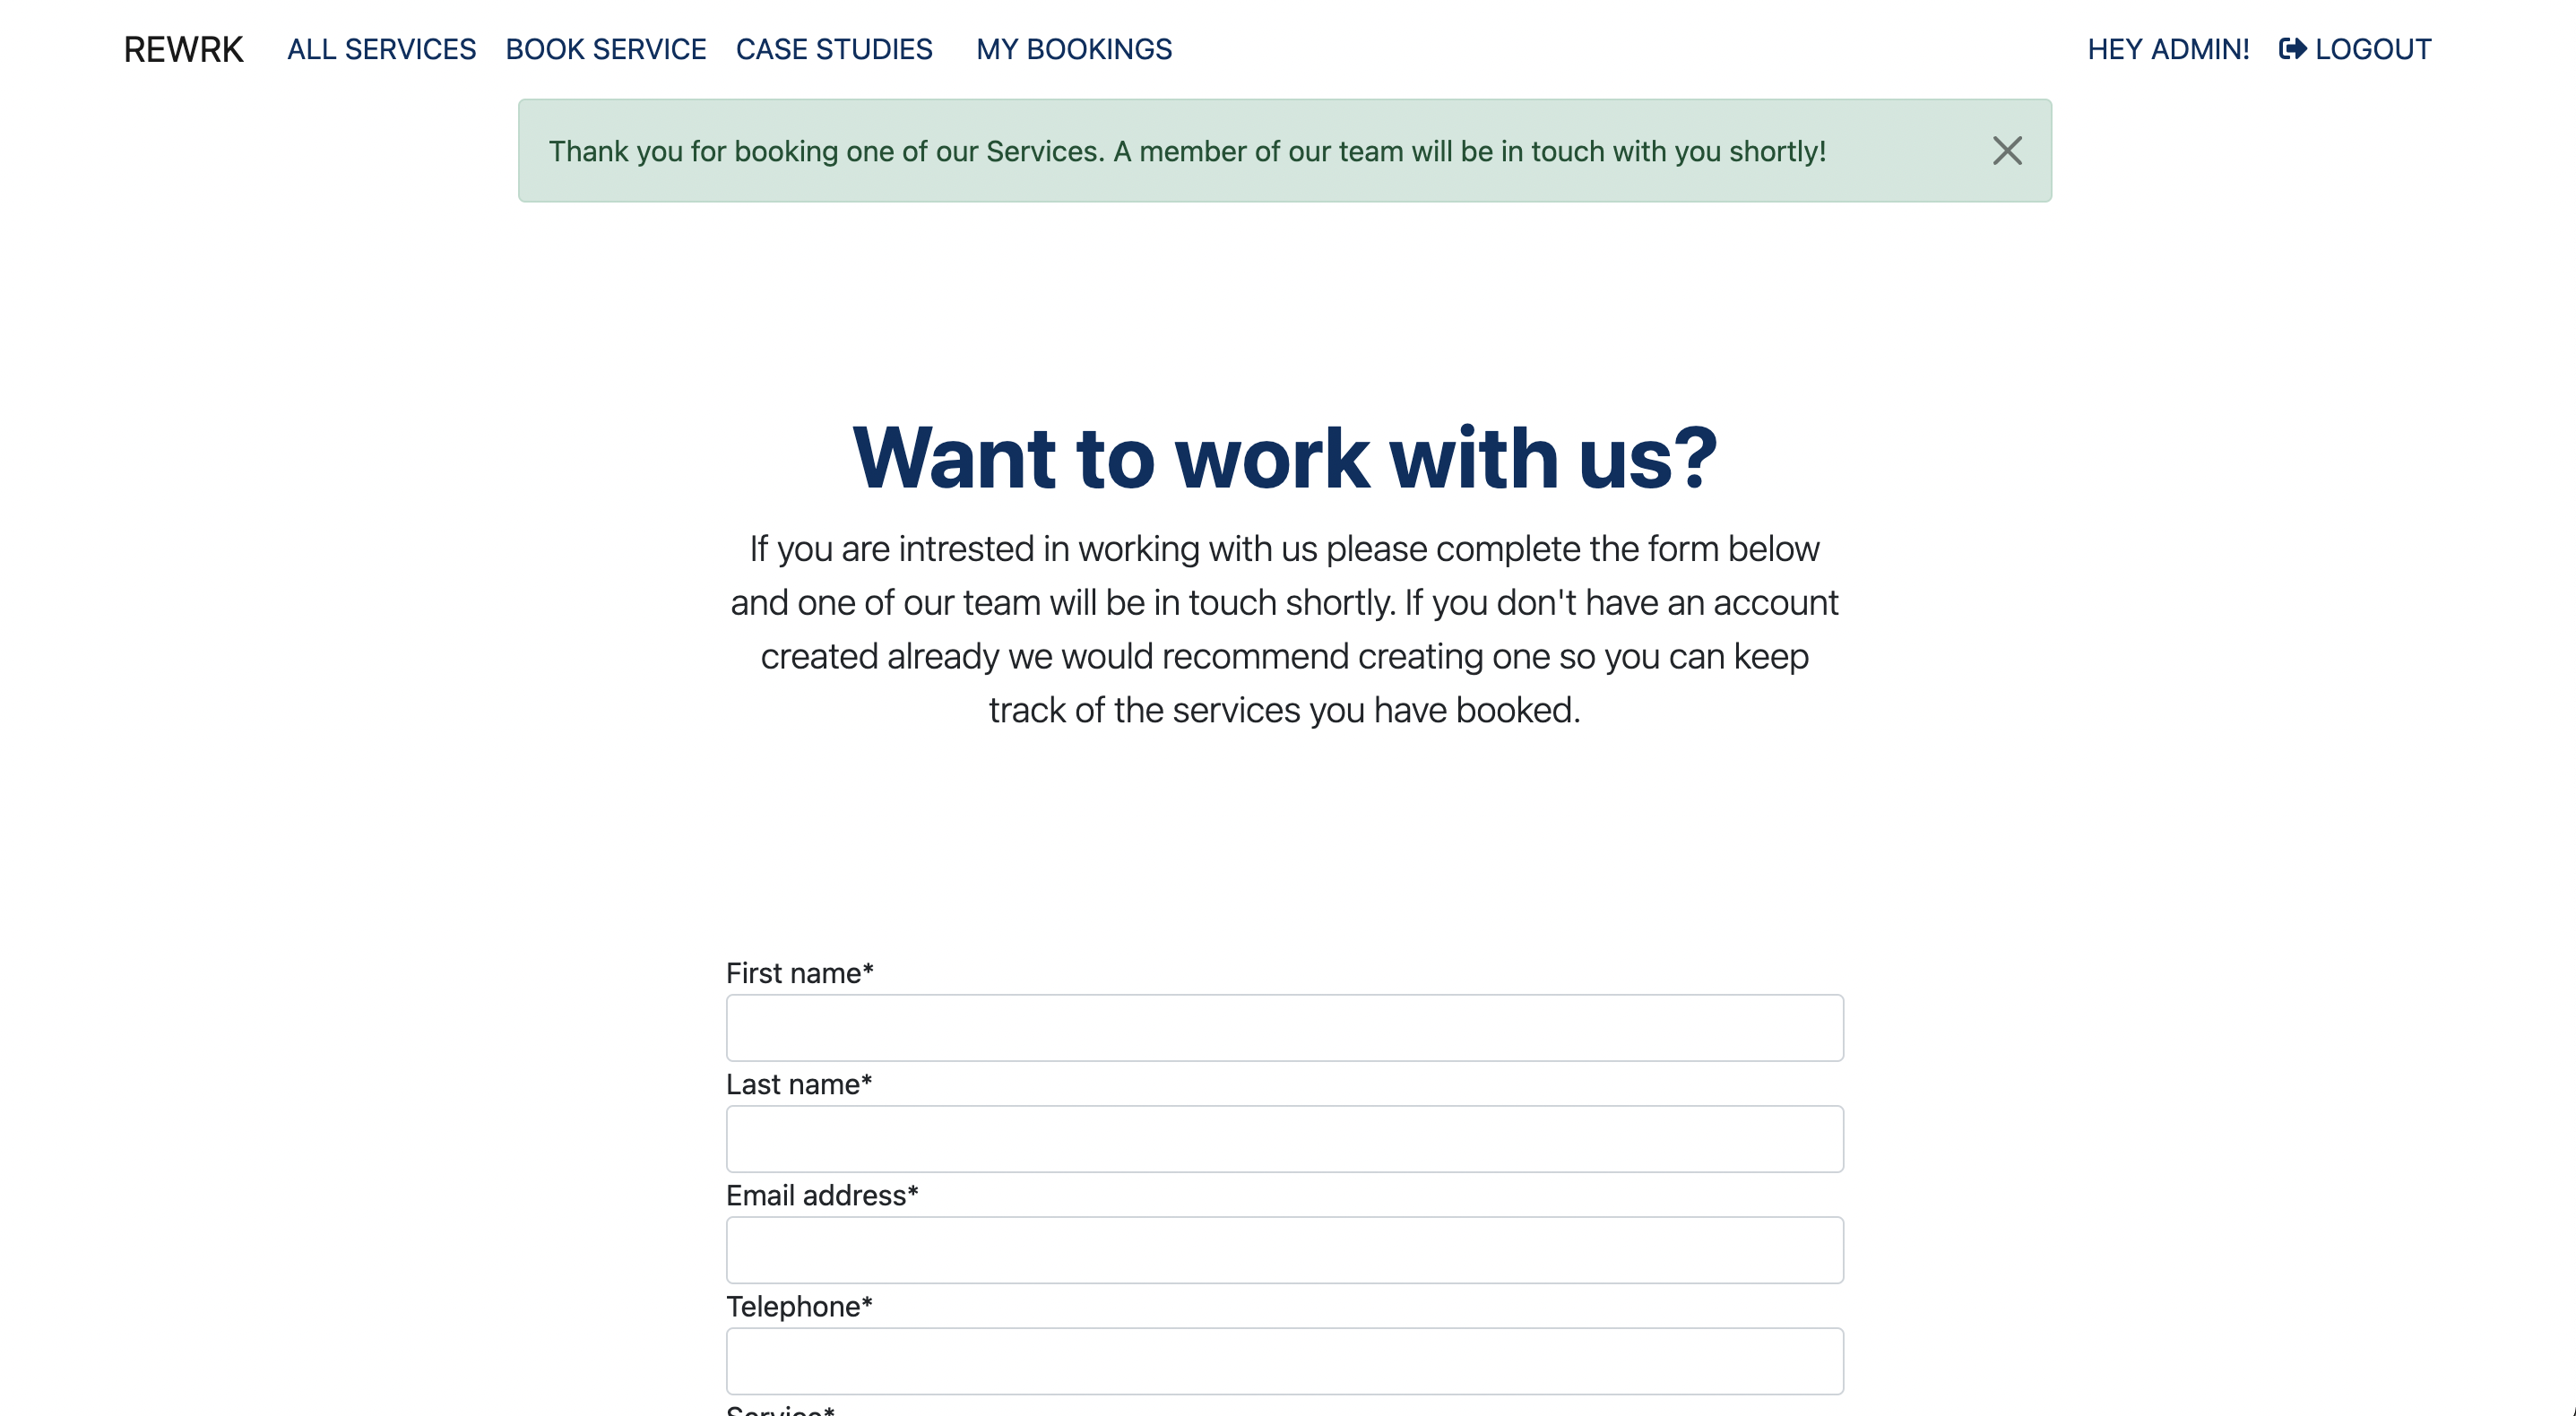 REWRK ALL SERVICES BOOK SERVICE CASE STUDIES MY BOOKINGS HEY ADMIN! LOGOUT
Thank you for booking one of our Services. A member of our team will be in touch with you shortly!
Want to work with us?
If you are intrested in working with us please complete the form below
and one of our team will be in touch shortly. If you don't have an account
created already we would recommend creating one so you can keep
track of the services you have booked.
First name*
Last name*
Email address*
Telephone*
Service*